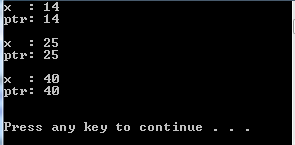 x  : 14
ptr: 14
x  : 25
ptr: 25
x  : 40
ptr: 40
Press any key to continue . . .